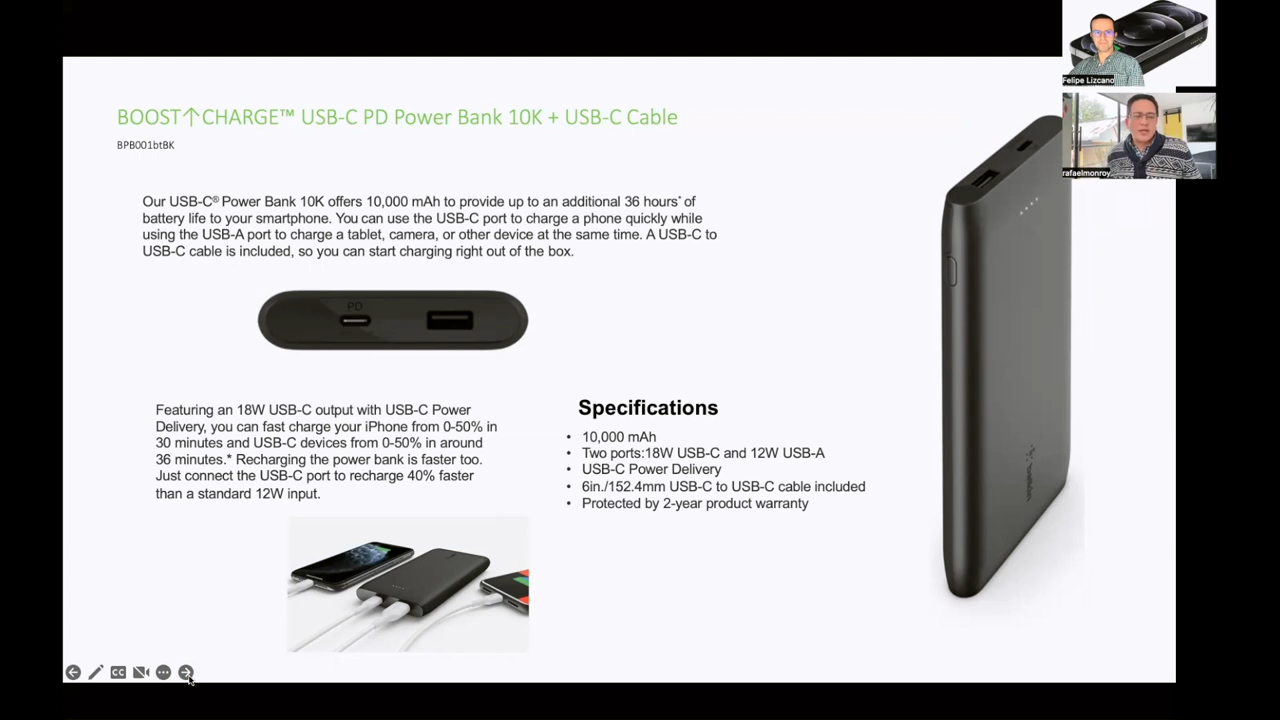 BOOST↑CHARGE™ USB-C PD Power Bank 10K + USB-C Cable
BPB001btBK
Our USB-C® Power Bank 10K offers 10,000 mAh to provide up to an additional 36 hours* of
battery life to your smartphone. You can use the USB-C port to charge a phone quickly while
using the USB-A port to charge a tablet, camera, or other device at the same time. A USB-C to
USB-C cable is included, so you can start charging right out of the box.
PD
Featuring an 18W USB-C output with USB-C Power
Delivery, you can fast charge your iPhone from 0-50% in
30 minutes and USB-C devices from 0-50% in around
36 minutes.* Recharging the power bank is faster too.
Just connect the USB-C port to recharge 40% faster
than a standard 12W input.
Specifications
• 10,000 mAh
• Two ports:18W USB-C and 12W USB-A
• USB-C Power Delivery
• 6in./152.4mm USB-C to USB-C cable included
• Protected by 2-year product warranty
belkin
Felipe Lizcano
rafaelmonroy
CC